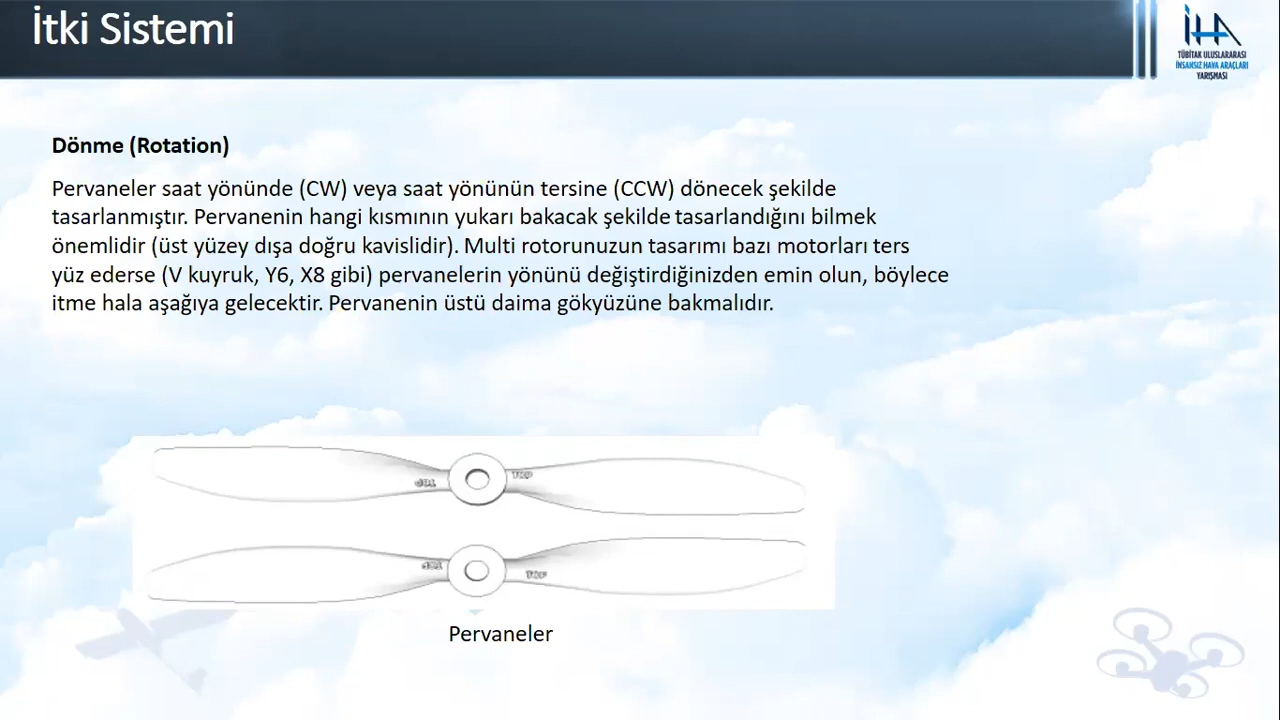 İtki Sistemi
İHA
TÜBİTAK ULUSLARARASI
İNSANSIZ HAVA ARAÇLARI
YARIŞMASI
Dönme (Rotation)
Pervaneler saat yönünde (CW) veya saat yönünün tersine (CCW) dönecek şekilde
tasarlanmıştır. Pervanenin hangi kısmının yukarı bakacak şekilde tasarlandığını bilmek
önemlidir (üst yüzey dışa doğru kavislidir). Multi rotorunuzun tasarımı bazı motorları ters
yüz ederse (V kuyruk, Y6, X8 gibi) pervanelerin yönünü değiştirdiğinizden emin olun, böylece
itme hala aşağıya gelecektir. Pervanenin üstü daima gökyüzüne bakmalıdır.
TOP TOP
TOP TOP
Pervaneler